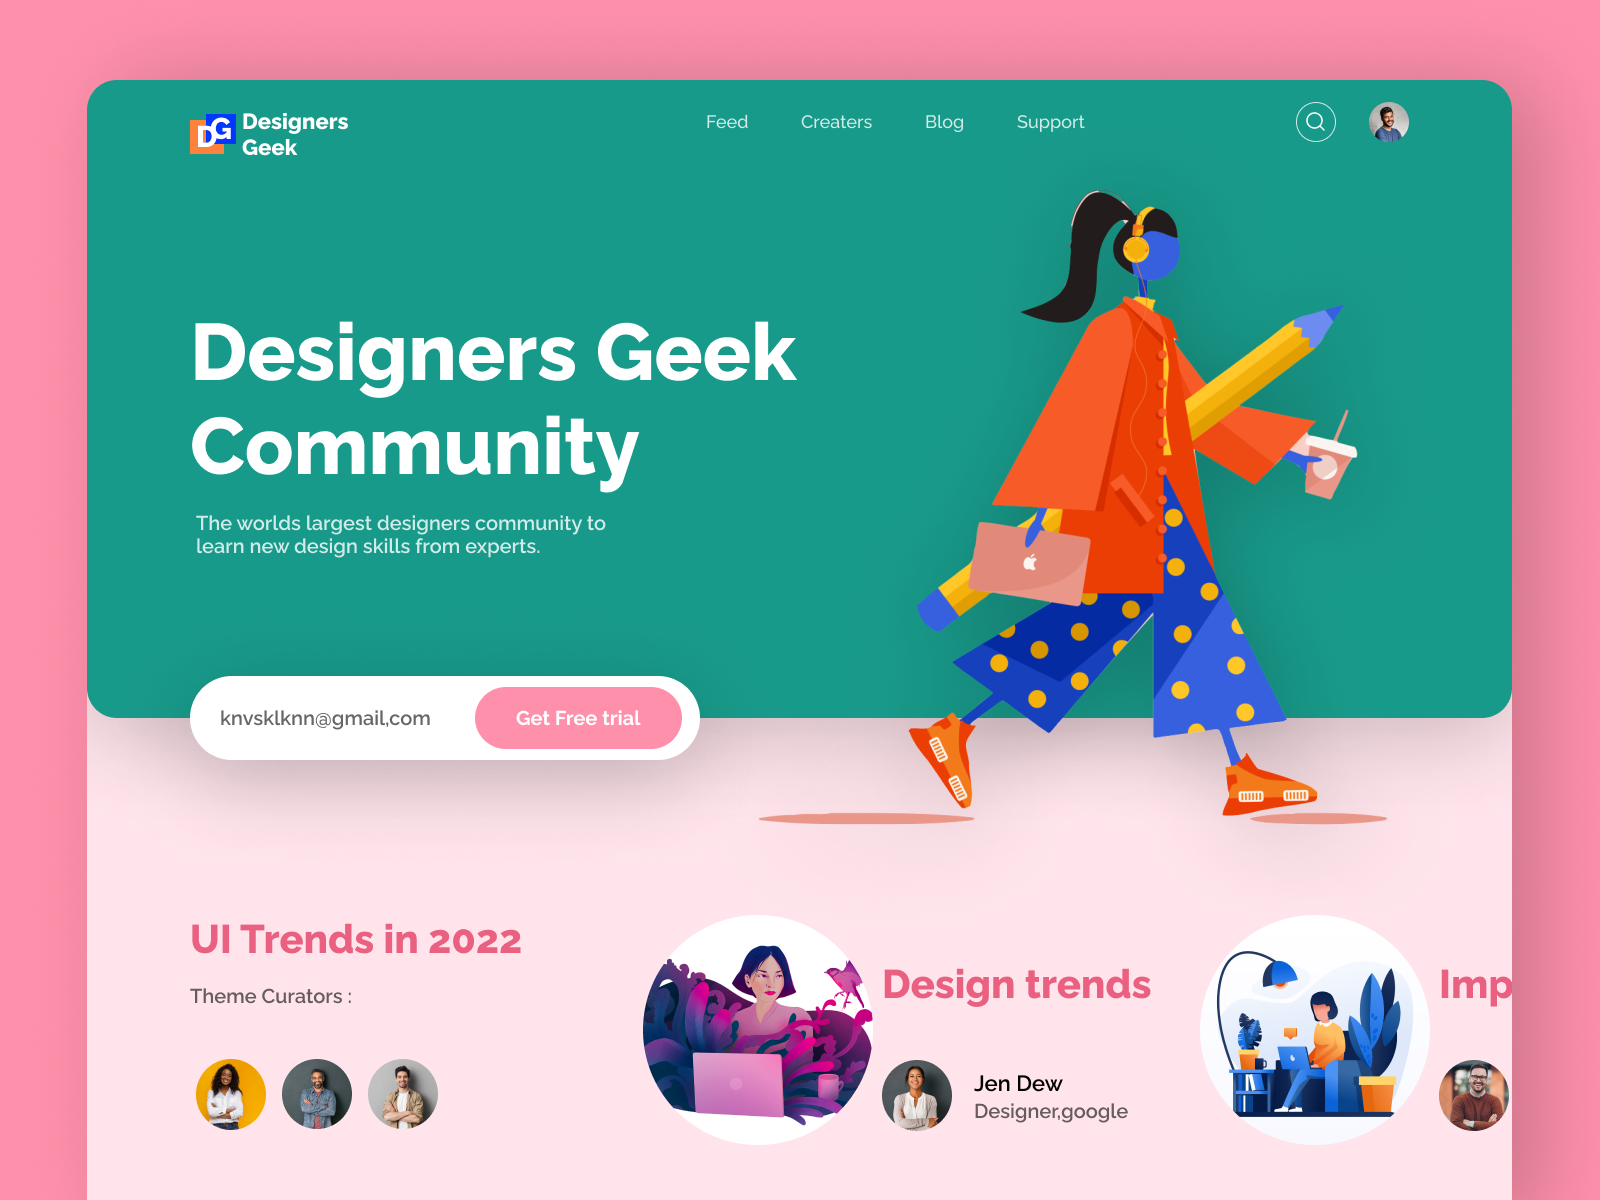 DG
Designers
Geek
Feed
Creaters
Blog
Support
Designers Geek
Community
The worlds largest designers community to
learn new design skills from experts.
knvsklknn@gmail,com
Get Free trial
UI Trends in 2022
Theme Curators :
Design trends
Jen Dew
Designer,google
Imp